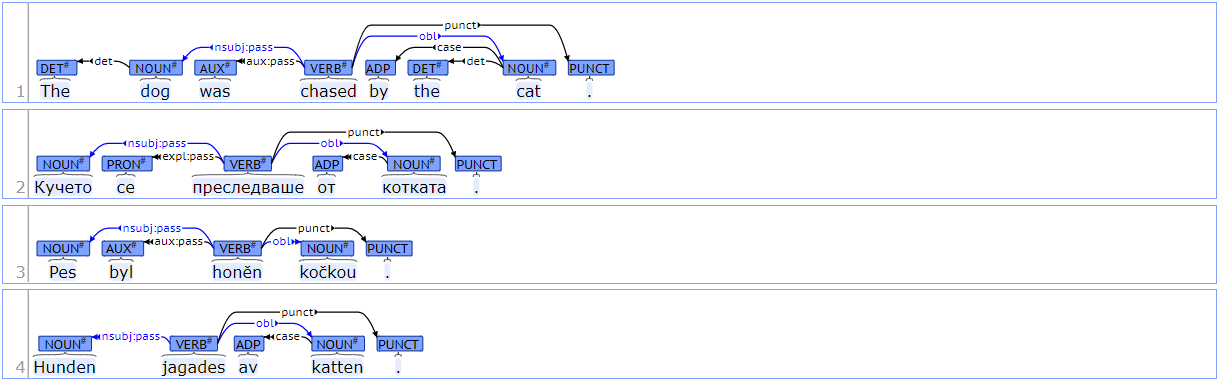 punct
obl
nsubj:pass case
det aux:pass det
DET# NOUN# AUX# VERB# ADP DET# NOUN# PUNCT
1 The dog was chased by the cat .
punct
nsubj:pass obl
expl:pass case
NOUN# PRON# VERB# ADP NOUN# PUNCT
2 Кучето се преследваше от котката .
nsubj:pass punct
aux:pass obl
NOUN# AUX# VERB# NOUN# PUNCT
3 Pes byl honěn kočkou .
punct
obl
nsubj:pass case
NOUN# VERB# ADP NOUN# PUNCT
4 Hunden jagades av katten .